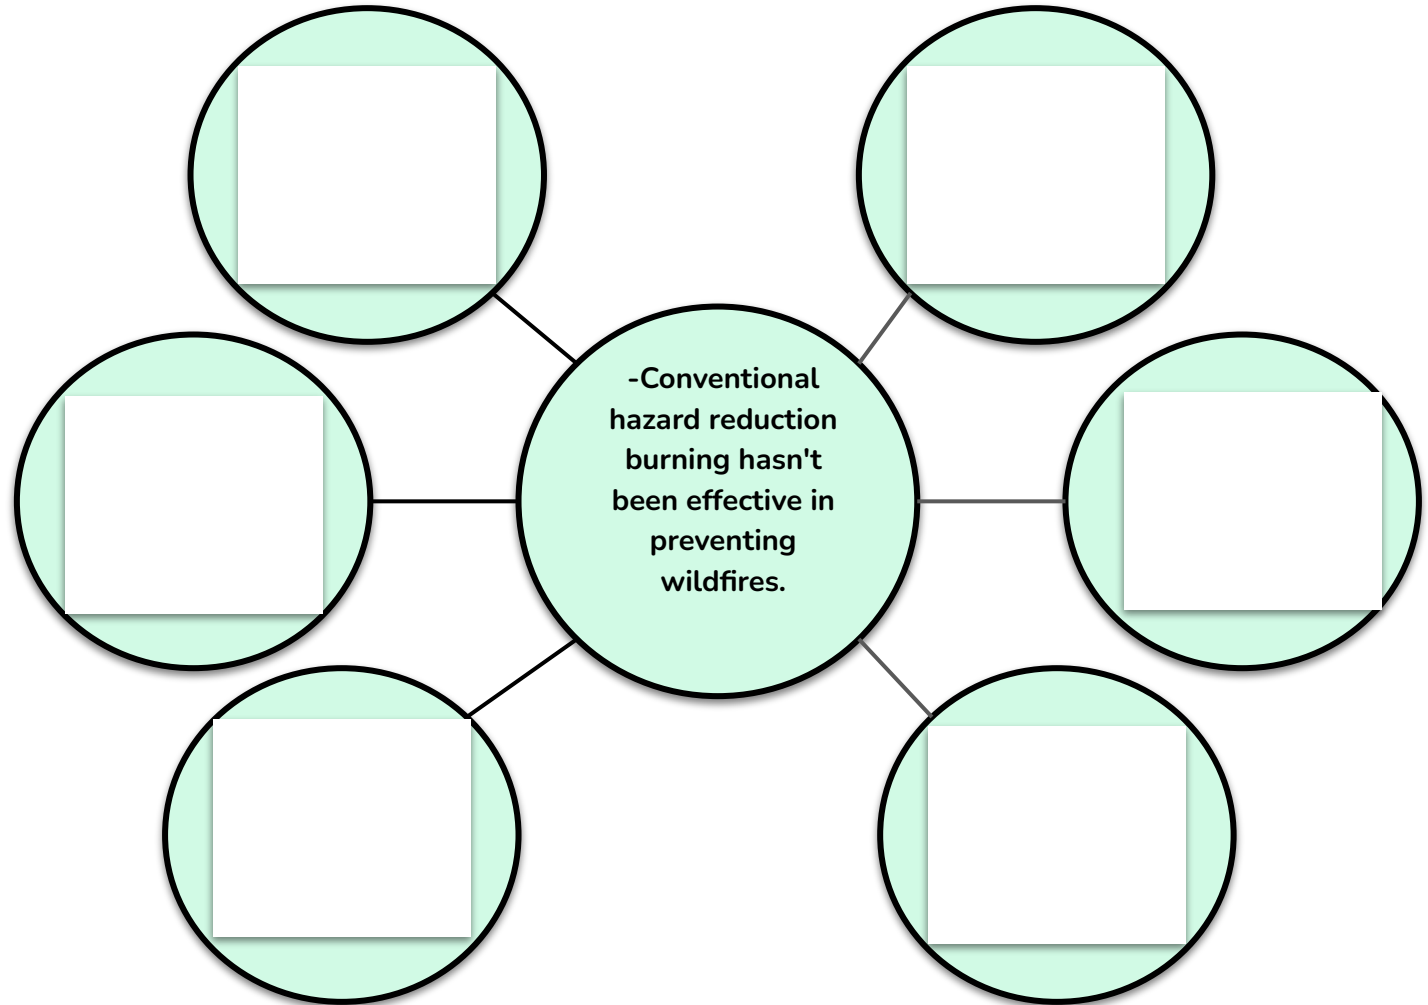 -Conventional
hazard reduction
burning hasn't
been effective in
preventing
wildfires.